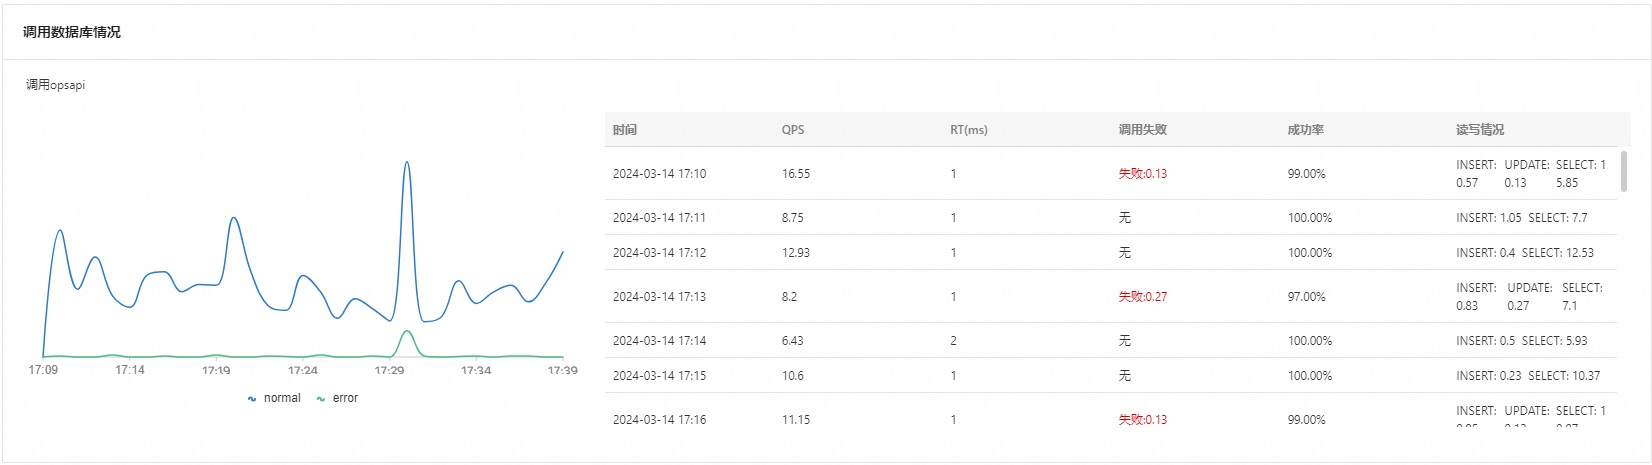 调用数据库情况
调用opsapi
时间 QPS RT(ms) 调用失败 成功率 读写情况
2024-03-14 17:10 16.55 1 失败:0.13 99.00% INSERT: 0.57 UPDATE: 0.13 SELECT: 15.85
2024-03-14 17:11 8.75 1 无 100.00% INSERT: 1.05 SELECT: 7.7
2024-03-14 17:12 12.93 1 无 100.00% INSERT: 0.4 SELECT: 12.53
2024-03-14 17:13 8.2 1 失败:0.27 97.00% INSERT: 0.83 UPDATE: 0.27 SELECT: 7.1
2024-03-14 17:14 6.43 2 无 100.00% INSERT: 0.5 SELECT: 5.93
2024-03-14 17:15 10.6 1 无 100.00% INSERT: 0.23 SELECT: 10.37
2024-03-14 17:16 11.15 1 失败:0.13 99.00% INSERT: UPDATE: SELECT: 1
17:09 17:14 17:19 17:24 17:29 17:34 17:39
normal error